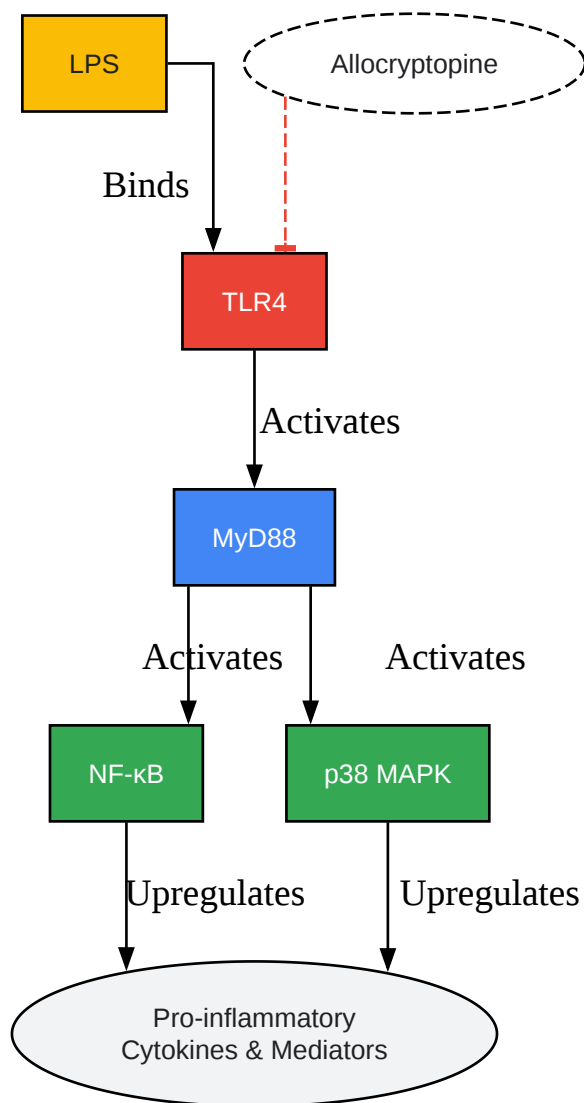 LPS
Allocryptopine
Binds
TLR4
Activates
MyD88
Activates
Activates
NF-κB
p38 MAPK
Upregulates
Upregulates
Pro-inflammatory
Cytokines & Mediators